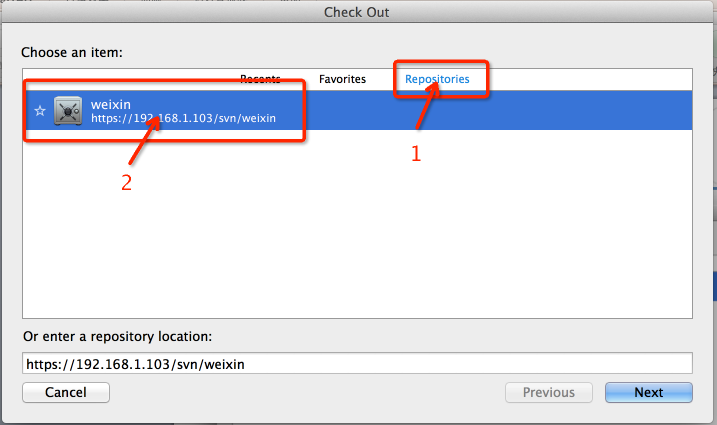 Check Out
Choose an item:
Recents Favorites Repositories
weixin
https://192.168.1.103/svn/weixin
1
2
Or enter a repository location:
https://192.168.1.103/svn/weixin
Cancel Previous Next